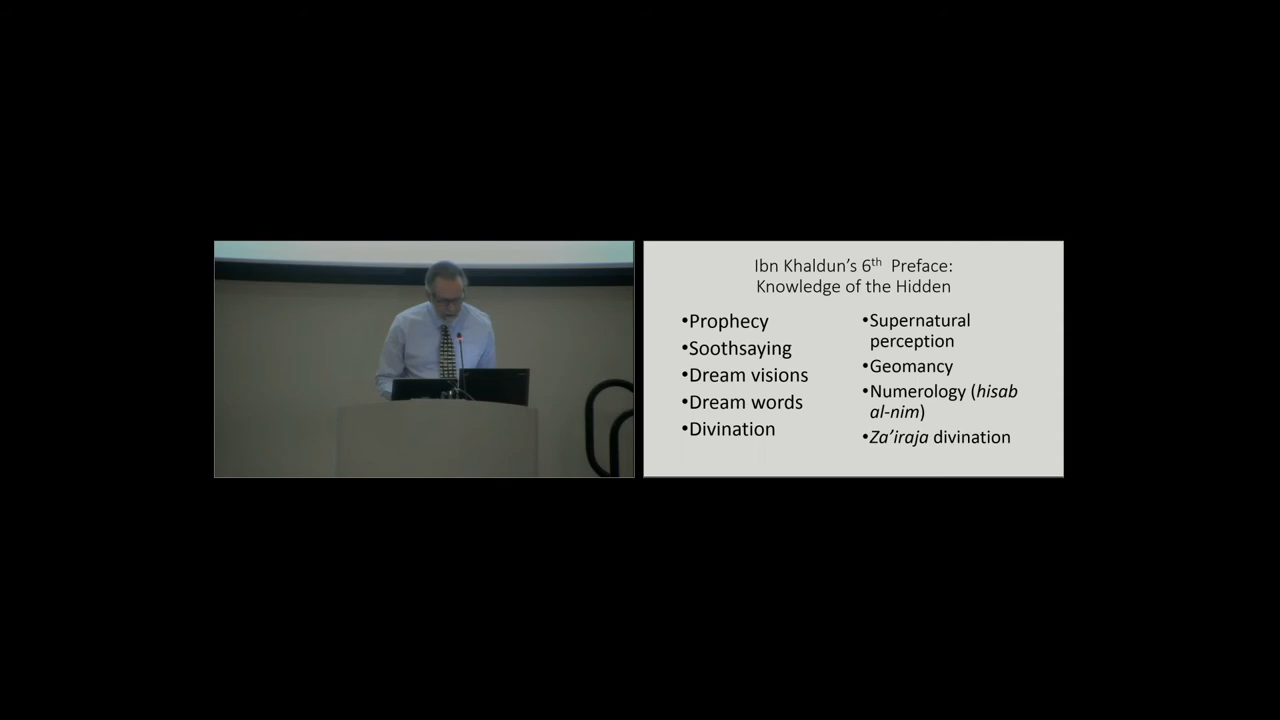 Ibn Khaldun's 6th Preface:
Knowledge of the Hidden
•Prophecy
•Soothsaying
•Dream visions
•Dream words
•Divination
•Supernatural
perception
•Geomancy
•Numerology (hisab
al-nim)
•Za'iraja divination